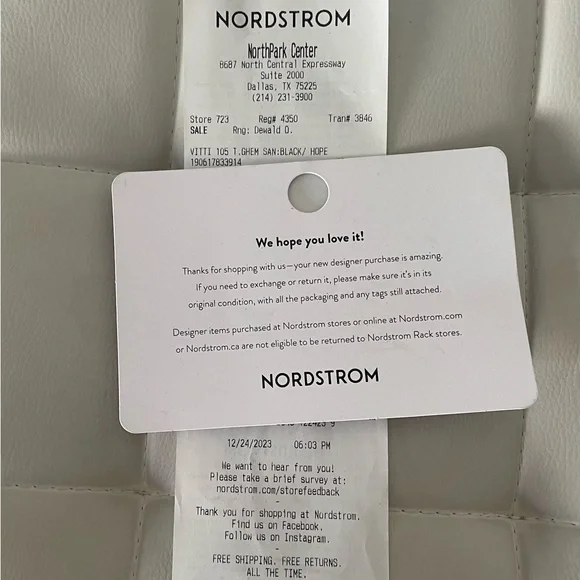 NORDSTROM
NorthPark Center
8687 North Central Expressway
Suite 2000
Dallas, TX 75225
(214) 231-3900
Store 723 Reg# 4350 Tran# 3846
SALE Rng: Dewald D.
VITTI 105 T.GHEM SAN:BLACK/ HOPE
190617833914
We hope you love it!
Thanks for shopping with us—your new designer purchase is amazing.
If you need to exchange or return it, please make sure it's in its
original condition, with all the packaging and any tags still attached.
Designer items purchased at Nordstrom stores or online at Nordstrom.com
or Nordstrom.ca are not eligible to be returned to Nordstrom Rack stores.
NORDSTROM
12/24/2023 06:03 PM
We want to hear from you!
Please take a brief survey at:
nordstrom.com/storefeedback
-
Thank you for shopping at Nordstrom.
Find us on Facebook.
Follow us on Instagram.
-
FREE SHIPPING. FREE RETURNS.
ALL THE TIME.